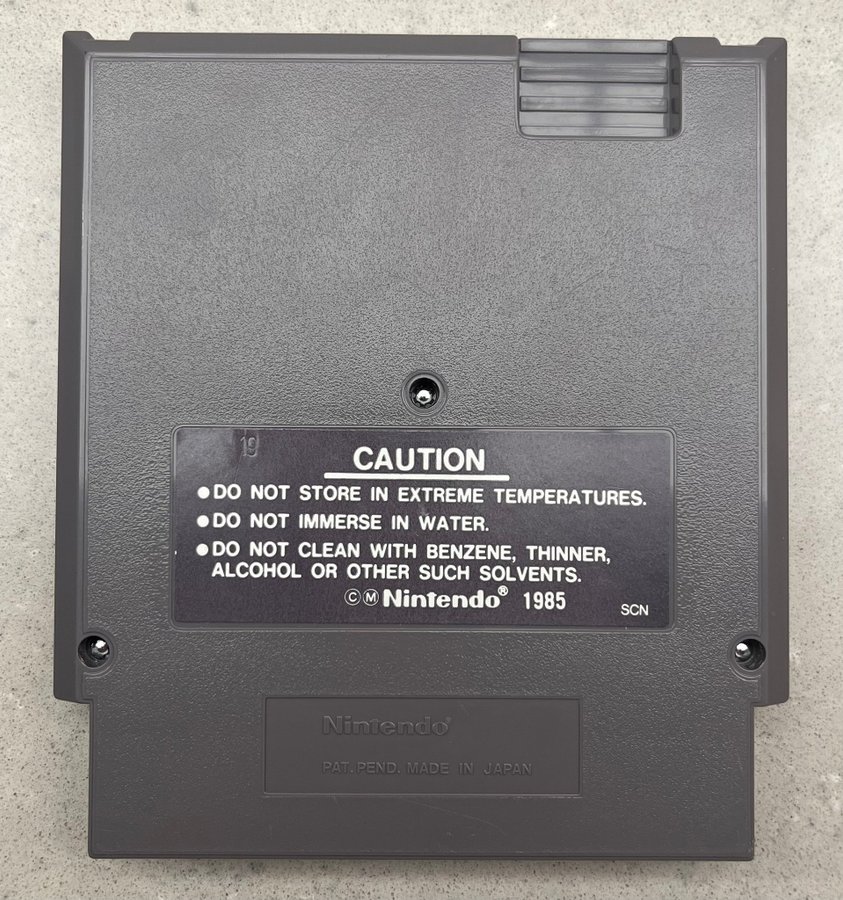 19
CAUTION
●DO NOT STORE IN EXTREME TEMPERATURES.
●DO NOT IMMERSE IN WATER.
●DO NOT CLEAN WITH BENZENE, THINNER,
ALCOHOL OR OTHER SUCH SOLVENTS.
ⒸⓂNintendo® 1985
SCN
Nintendo®
PAT. PEND. MADE IN JAPAN